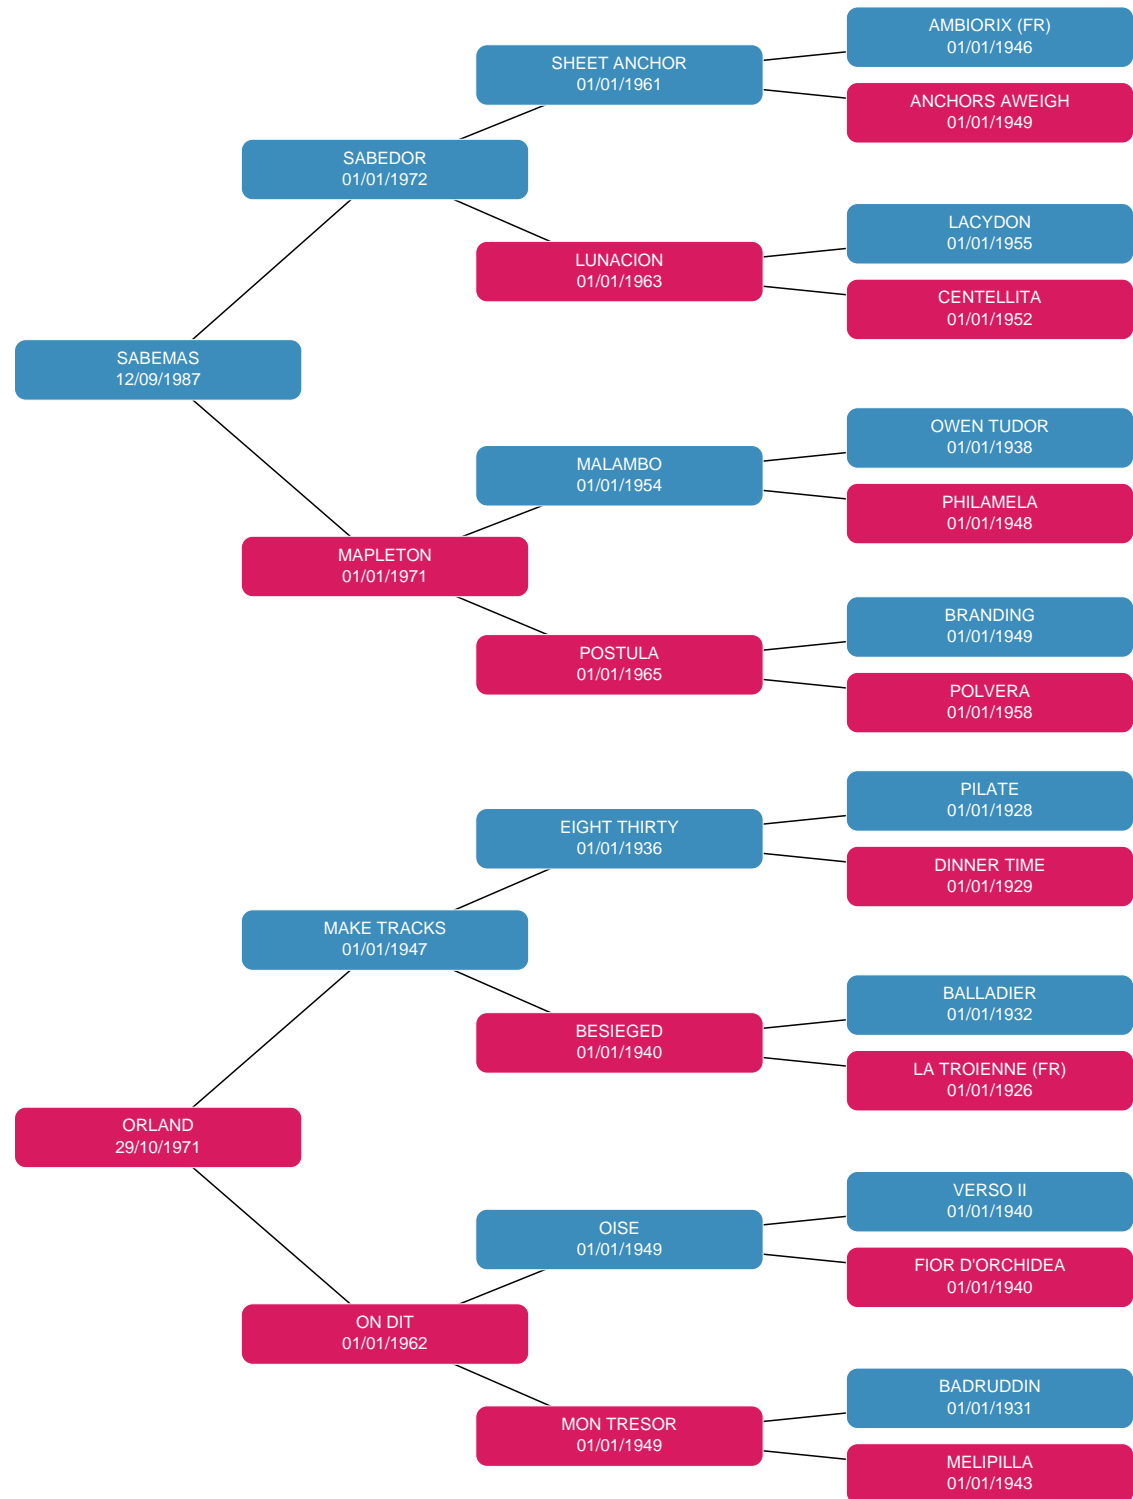 AMBIORIX (FR)
01/01/1946
SHEET ANCHOR
01/01/1961
ANCHORS AWEIGH
01/01/1949
SABEDOR
01/01/1972
LACYDON
01/01/1955
LUNACION
01/01/1963
CENTELLITA
01/01/1952
SABEMAS
12/09/1987
OWEN TUDOR
01/01/1938
MALAMBO
01/01/1954
PHILAMELA
01/01/1948
MAPLETON
01/01/1971
BRANDING
01/01/1949
POSTULA
01/01/1965
POLVERA
01/01/1958
PILATE
01/01/1928
EIGHT THIRTY
01/01/1936
DINNER TIME
01/01/1929
MAKE TRACKS
01/01/1947
BALLADIER
01/01/1932
BESIEGED
01/01/1940
LA TROIENNE (FR)
01/01/1926
ORLAND
29/10/1971
VERSO II
01/01/1940
OISE
01/01/1949
FIOR D'ORCHIDEA
01/01/1940
ON DIT
01/01/1962
BADRUDDIN
01/01/1931
MON TRESOR
01/01/1949
MELIPILLA
01/01/1943